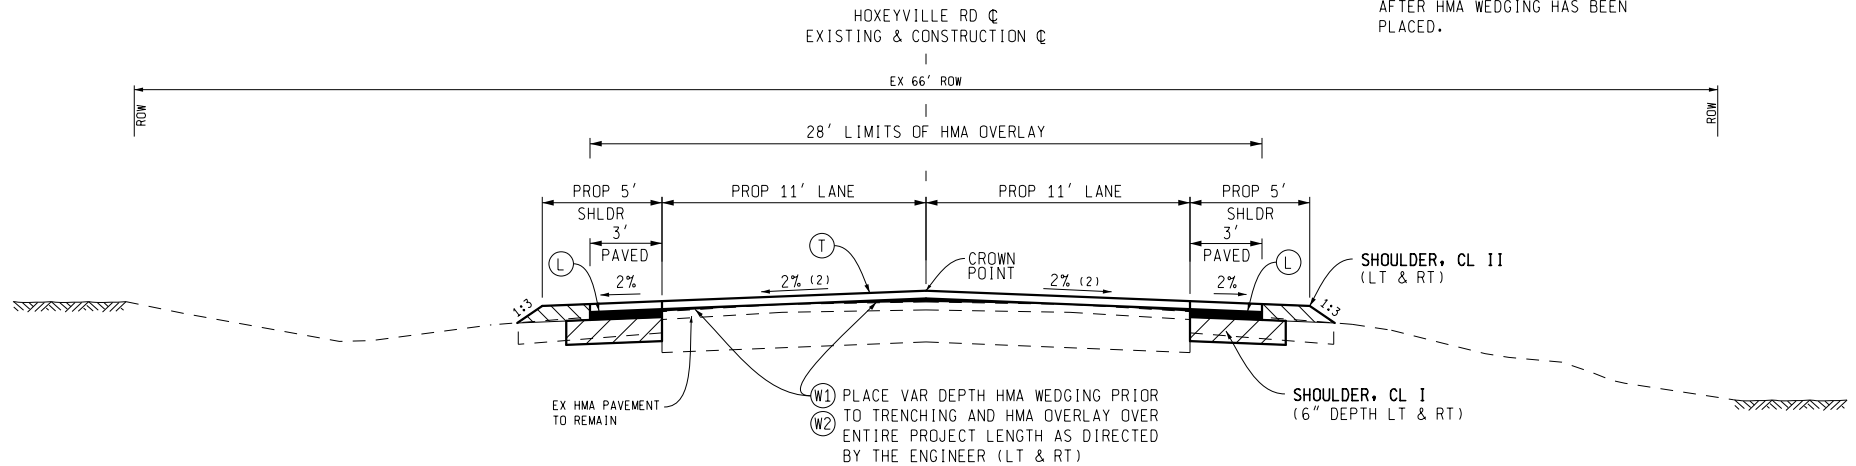 AFTER HMA WEDGING HAS BEEN
PLACED.
HOXEYVILLE RD ℄
EXISTING & CONSTRUCTION ℄
EX 66' ROW
ROW
ROW
28' LIMITS OF HMA OVERLAY
PROP 5'
SHLDR
PROP 11' LANE
PROP 11' LANE
PROP 5'
SHLDR
3'
PAVED
3'
PAVED
T
L
L
CROWN
POINT
SHOULDER, CL II
(LT & RT)
2%
2% (2)
2% (2)
2%
1:3
1:3
EX HMA PAVEMENT
TO REMAIN
W1
W2
PLACE VAR DEPTH HMA WEDGING PRIOR
TO TRENCHING AND HMA OVERLAY OVER
ENTIRE PROJECT LENGTH AS DIRECTED
BY THE ENGINEER (LT & RT)
SHOULDER, CL I
(6" DEPTH LT & RT)